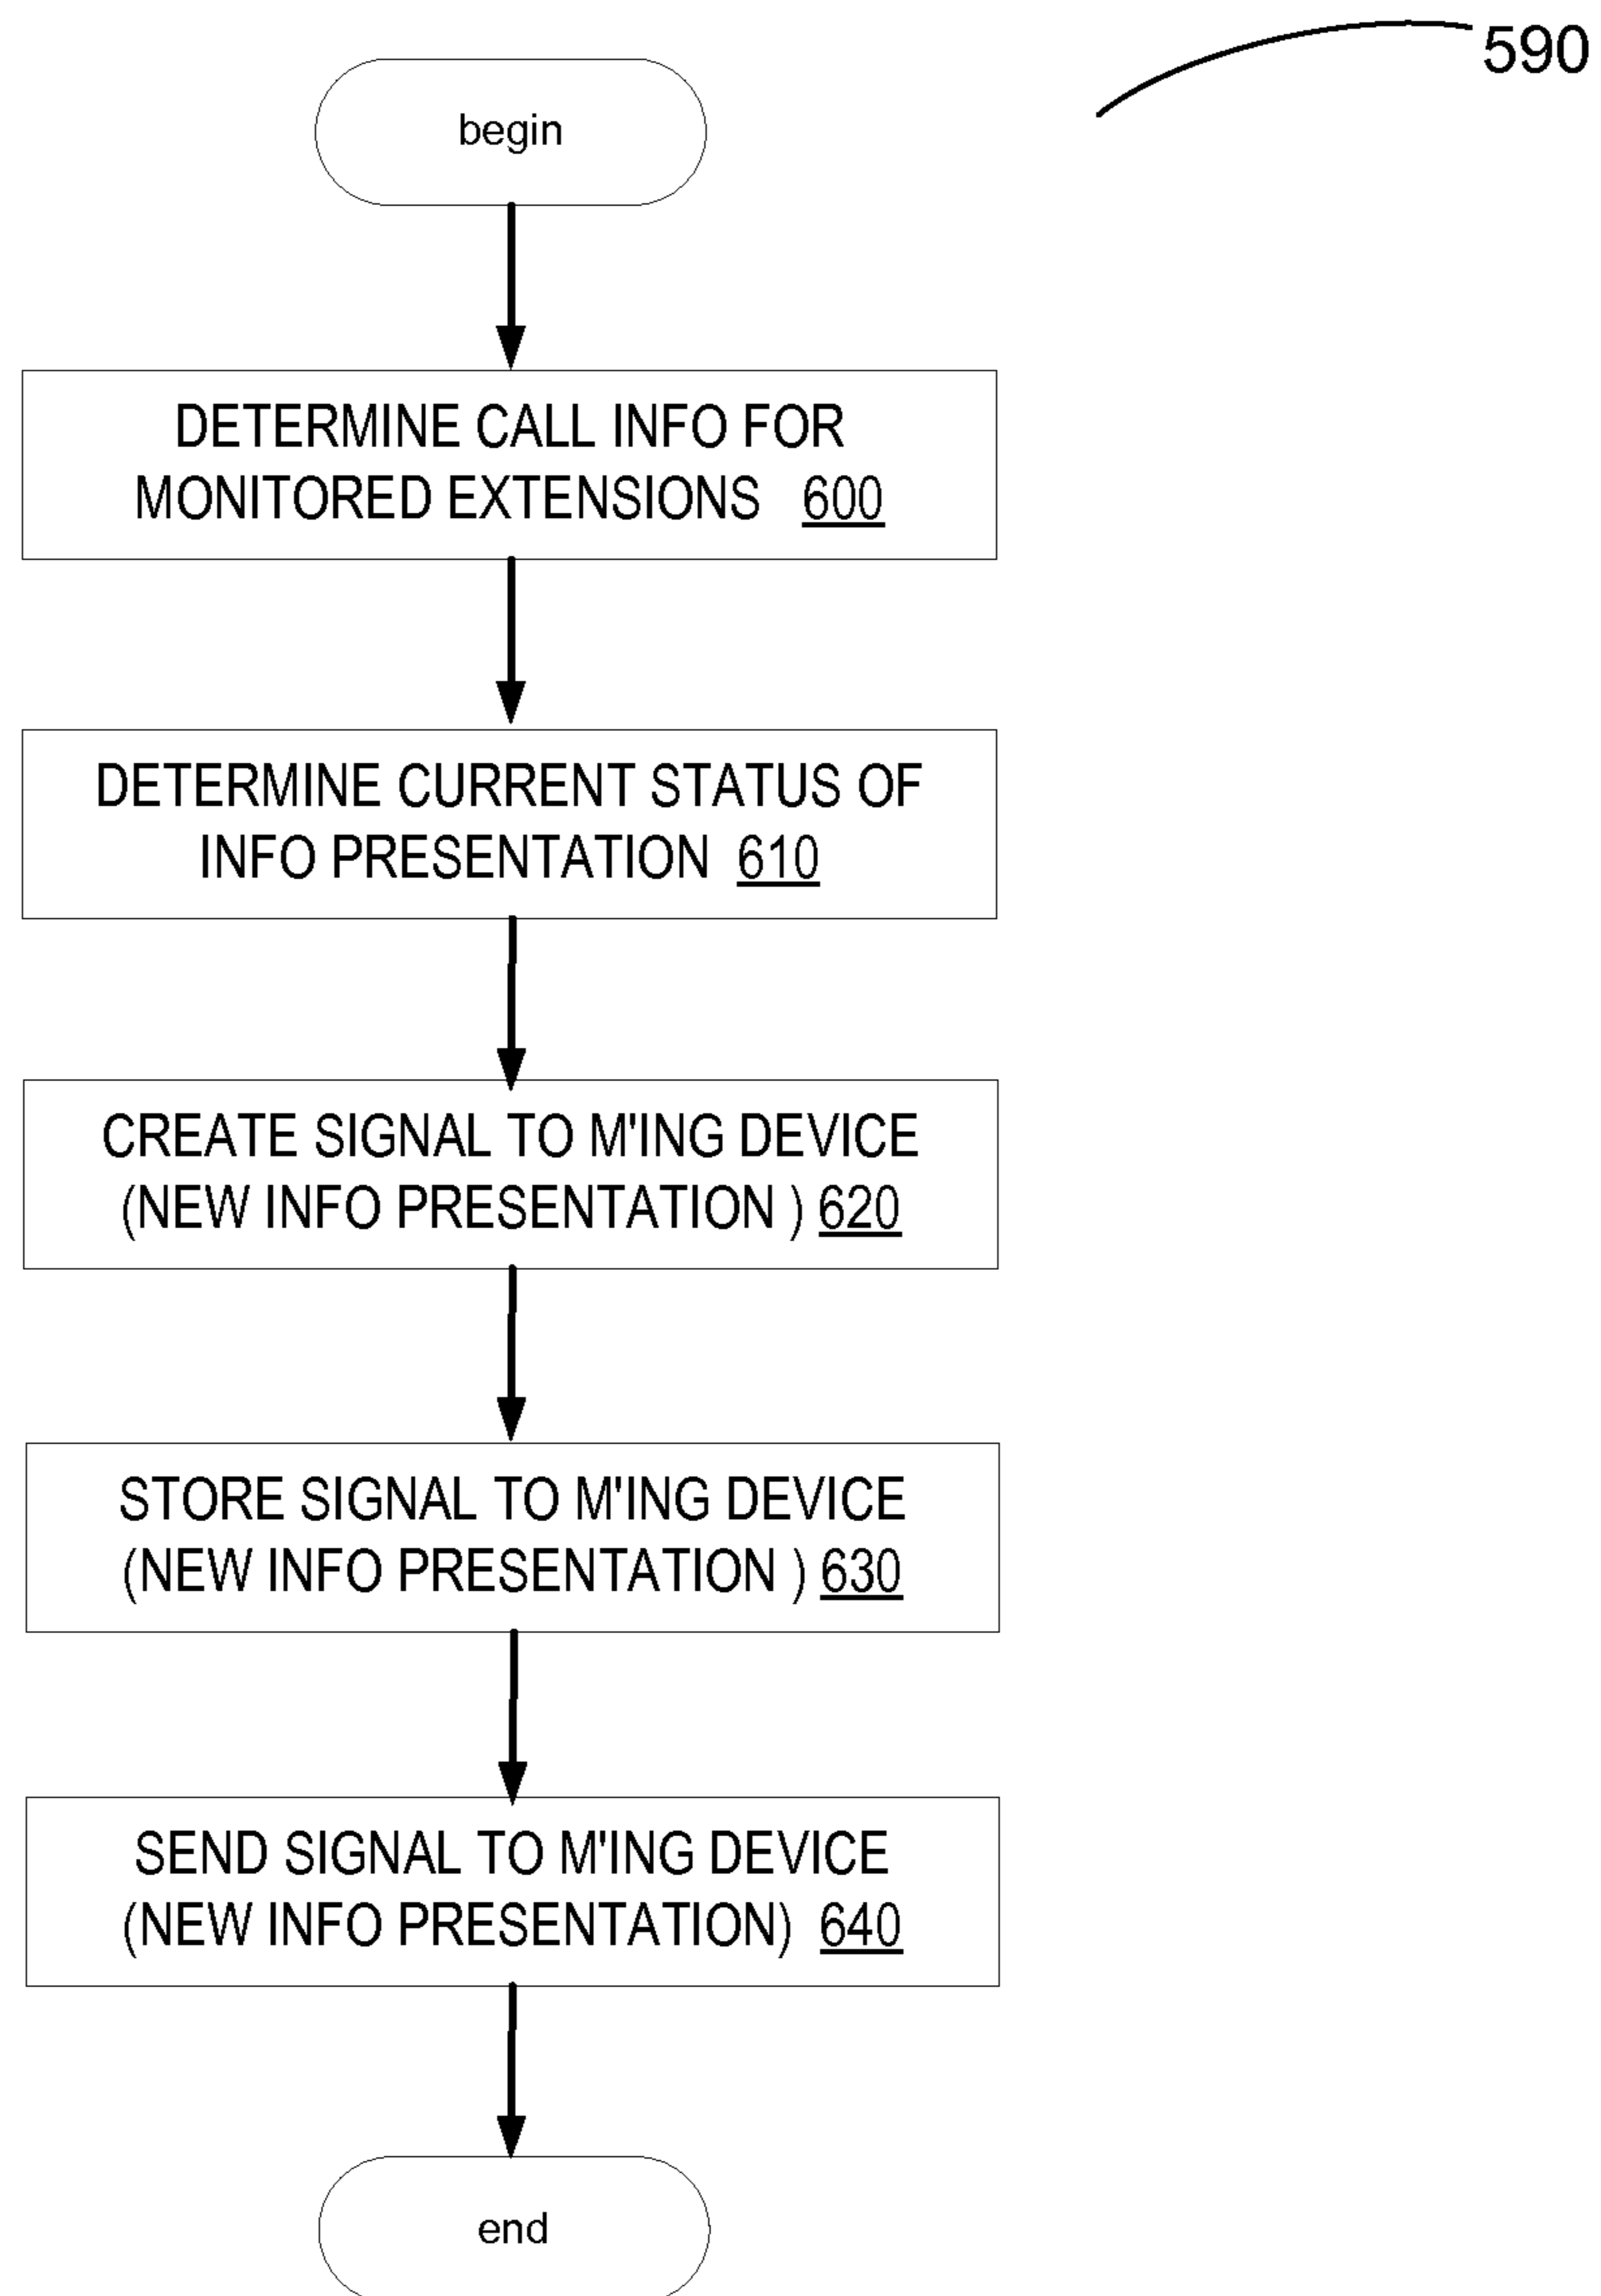 590
begin
DETERMINE CALL INFO FOR
MONITORED EXTENSIONS 600
DETERMINE CURRENT STATUS OF
INFO PRESENTATION 610
CREATE SIGNAL TO M'ING DEVICE
(NEW INFO PRESENTATION ) 620
STORE SIGNAL TO M'ING DEVICE
(NEW INFO PRESENTATION ) 630
SEND SIGNAL TO M'ING DEVICE
(NEW INFO PRESENTATION) 640
end